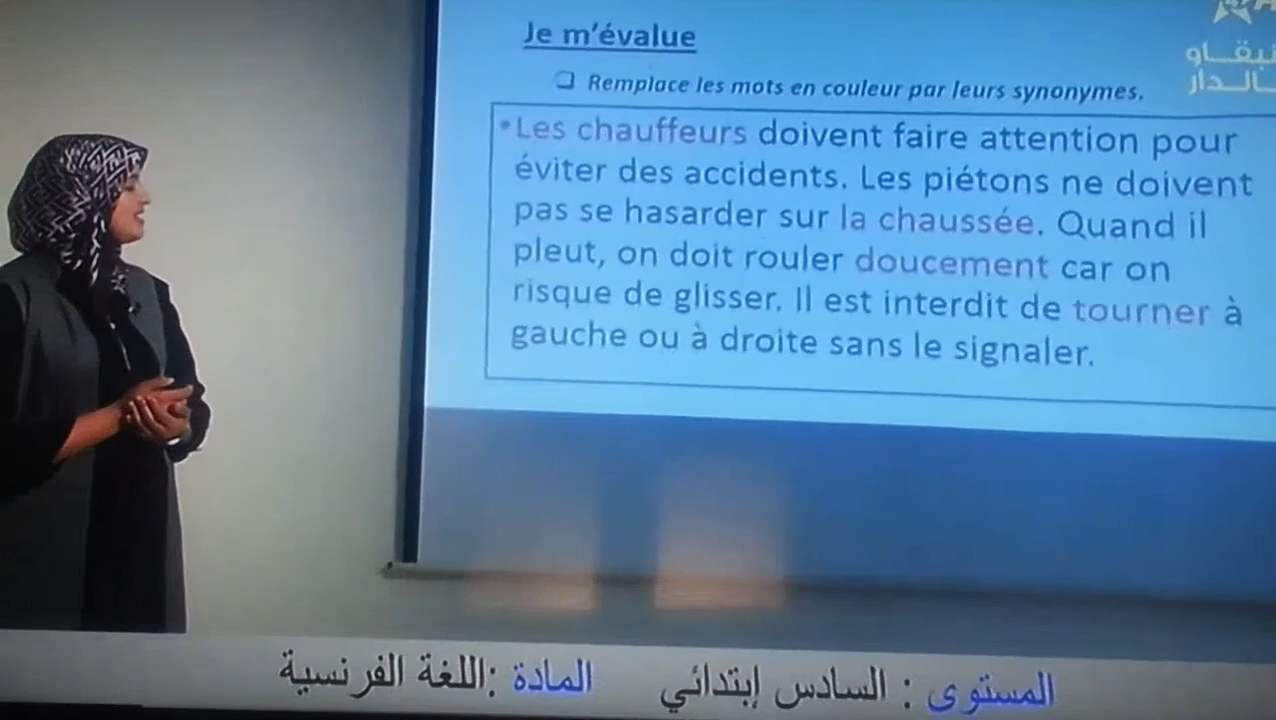 Je m'évalue
❑ Remplace les mots en couleur par leurs synonymes.
•Les chauffeurs doivent faire attention pour
éviter des accidents. Les piétons ne doivent
pas se hasarder sur la chaussée. Quand il
pleut, on doit rouler doucement car on
risque de glisser. Il est interdit de tourner à
gauche ou à droite sans le signaler.
المستوى : السادس إبتدائي
المادة :اللغة الفرنسية